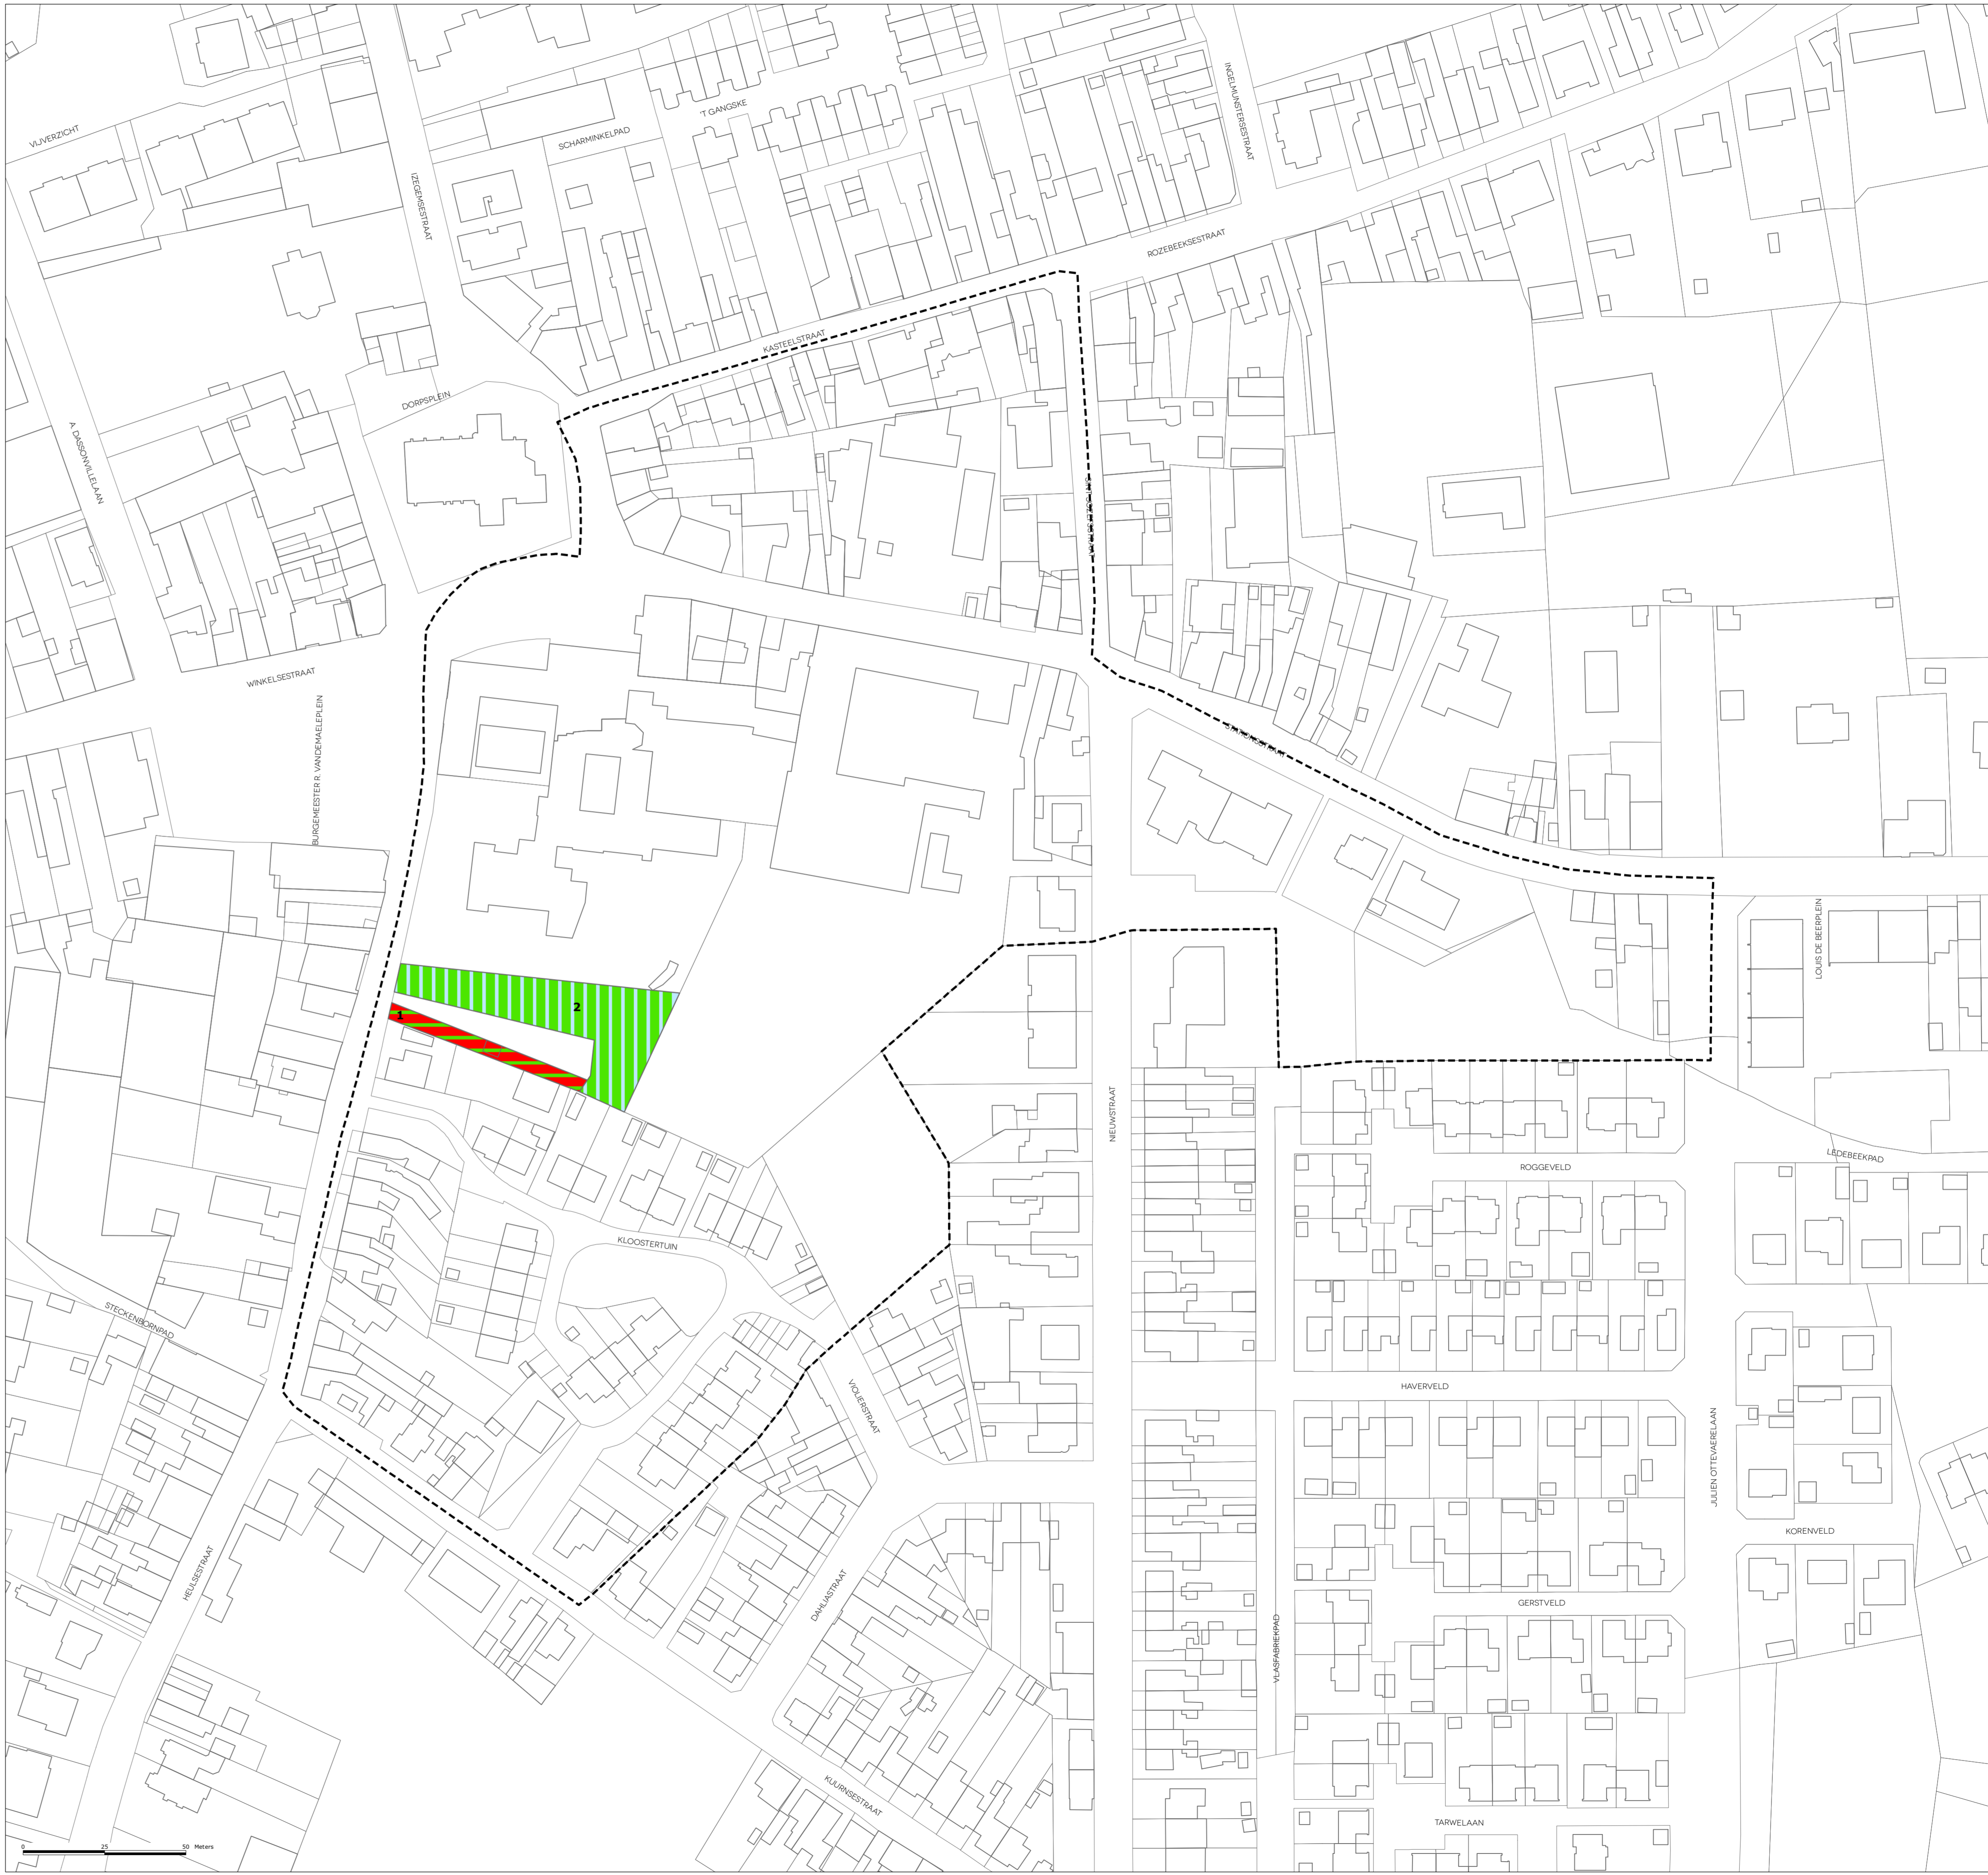 INGELMUNSTERSESTRAAT
'T GANGSKE
SCHARMINKELPAD
VIJVERZICHT
IZEGEMSESTRAAT
ROZEBEEKSESTRAAT
KASTEELSTRAAT
DORPSPLEIN
A. DASSONVILLELAAN
WINKELSESTRAAT
BURGEMEESTER R. VANDEMAELEPLEIN
STATIONSSTRAAT
LOUIS DE BEERPLEIN
2
1
NIEUWSTRAAT
LEDEBEEKPAD
ROGGEVELD
KLOOSTERTUIN
STECKENBORNPAD
HAVERVELD
VIOLIERSTRAAT
JULIEN OTTEVAERELAAN
KORENVELD
HEULSESTRAAT
DAHLIASTRAAT
GERSTVELD
VLASFABRIEKPAD
KUURNSESTRAAT
TARWELAAN
0 25 50 Meters